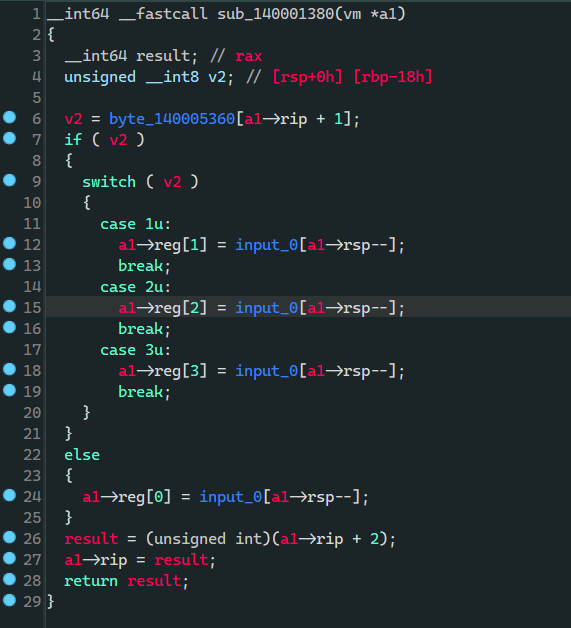 1 __int64 __fastcall sub_140001380(vm *a1)
2 {
3 __int64 result; // rax
4 unsigned __int8 v2; // [rsp+0h] [rbp-18h]
5
6 v2 = byte_140005360[a1→rip + 1];
7 if ( v2 )
8 {
9 switch ( v2 )
10 {
11 case 1u:
12 a1→reg[1] = input_0[a1→rsp--];
13 break;
14 case 2u:
15 a1→reg[2] = input_0[a1→rsp--];
16 break;
17 case 3u:
18 a1→reg[3] = input_0[a1→rsp--];
19 break;
20 }
21 }
22 else
23 {
24 a1→reg[0] = input_0[a1→rsp--];
25 }
26 result = (unsigned int)(a1→rip + 2);
27 a1→rip = result;
28 return result;
29 }